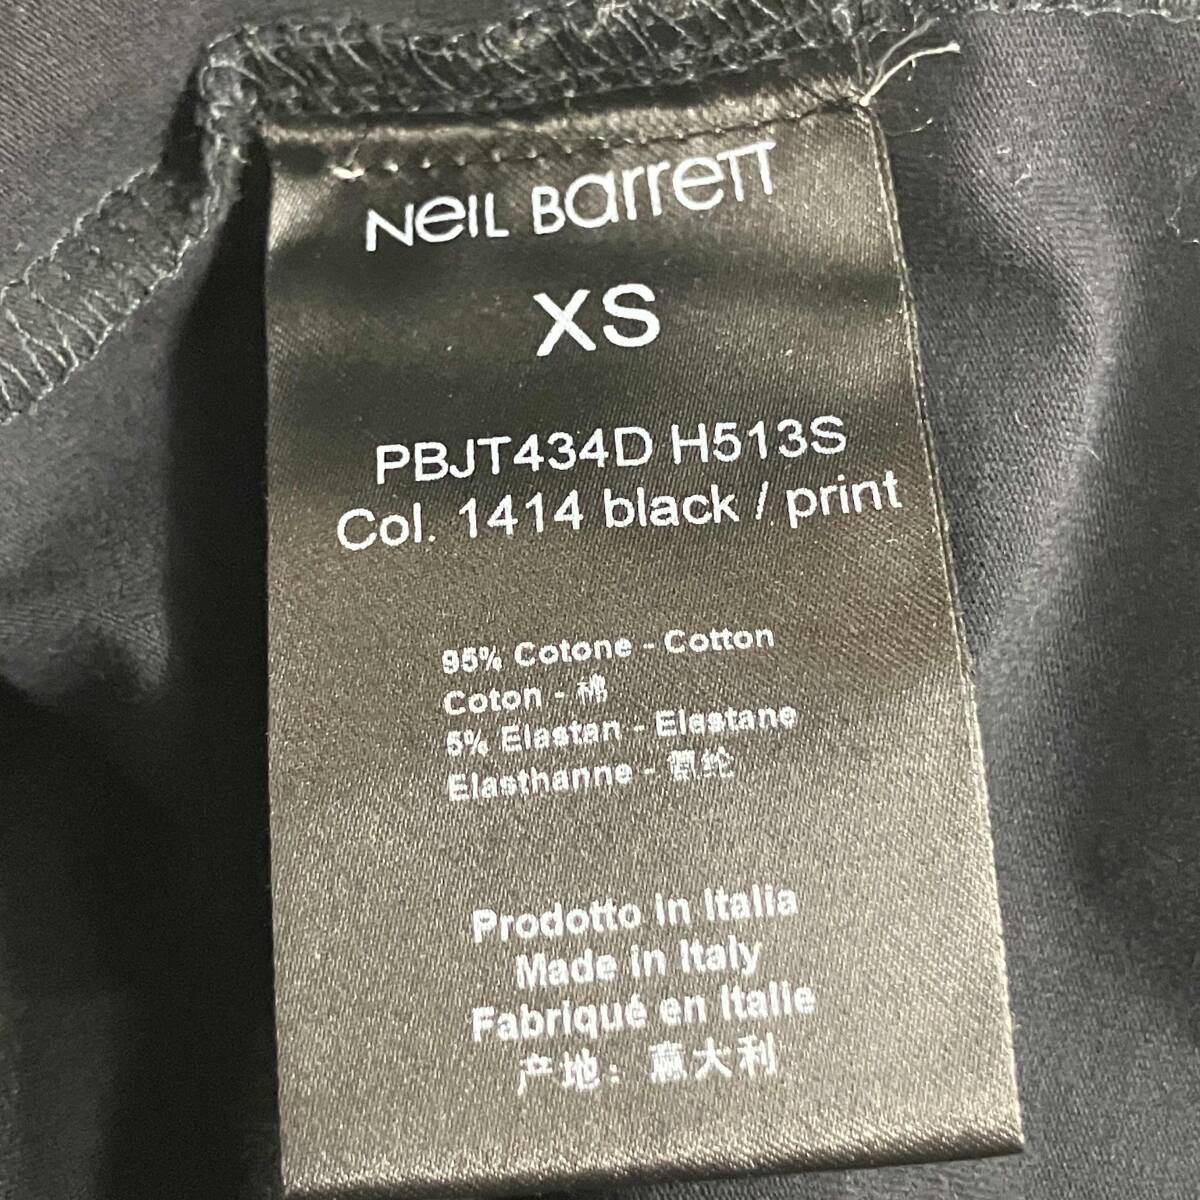 NeIL Barrett
XS
PBJT434D H513S
Col. 1414 black / print
95% Cotone - Cotton
Coton - 棉
5% Elastan - Elastane
Elasthanne - 氨纶
Prodotto in Italia
Made in Italy
Fabriqué en Italie
产地: 意大利